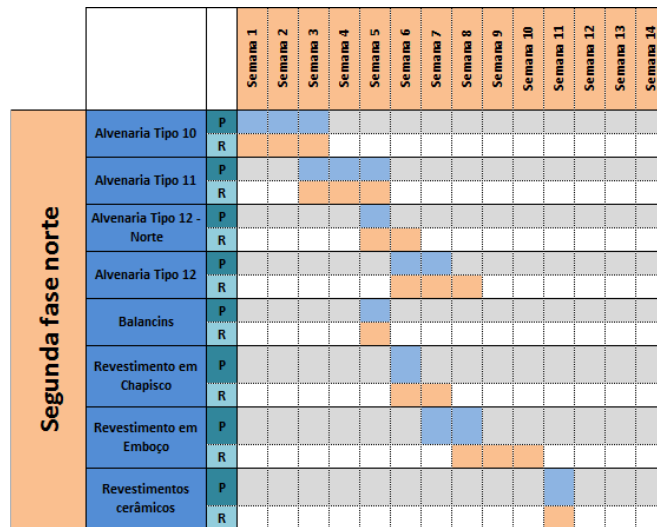 Semana 1
Semana 2
Semana 3
Semana 4
Semana 5
Semana 6
Semana 7
Semana 8
Semana 9
Semana 10
Semana 11
Semana 12
Semana 13
Semana 14
Segunda fase norte
Alvenaria Tipo 10
P
R
Alvenaria Tipo 11
P
R
Alvenaria Tipo 12 -
Norte
P
R
Alvenaria Tipo 12
P
R
Balancins
P
R
Revestimento em
Chapisco
P
R
Revestimento em
Emboço
P
R
Revestimentos
cerâmicos
P
R